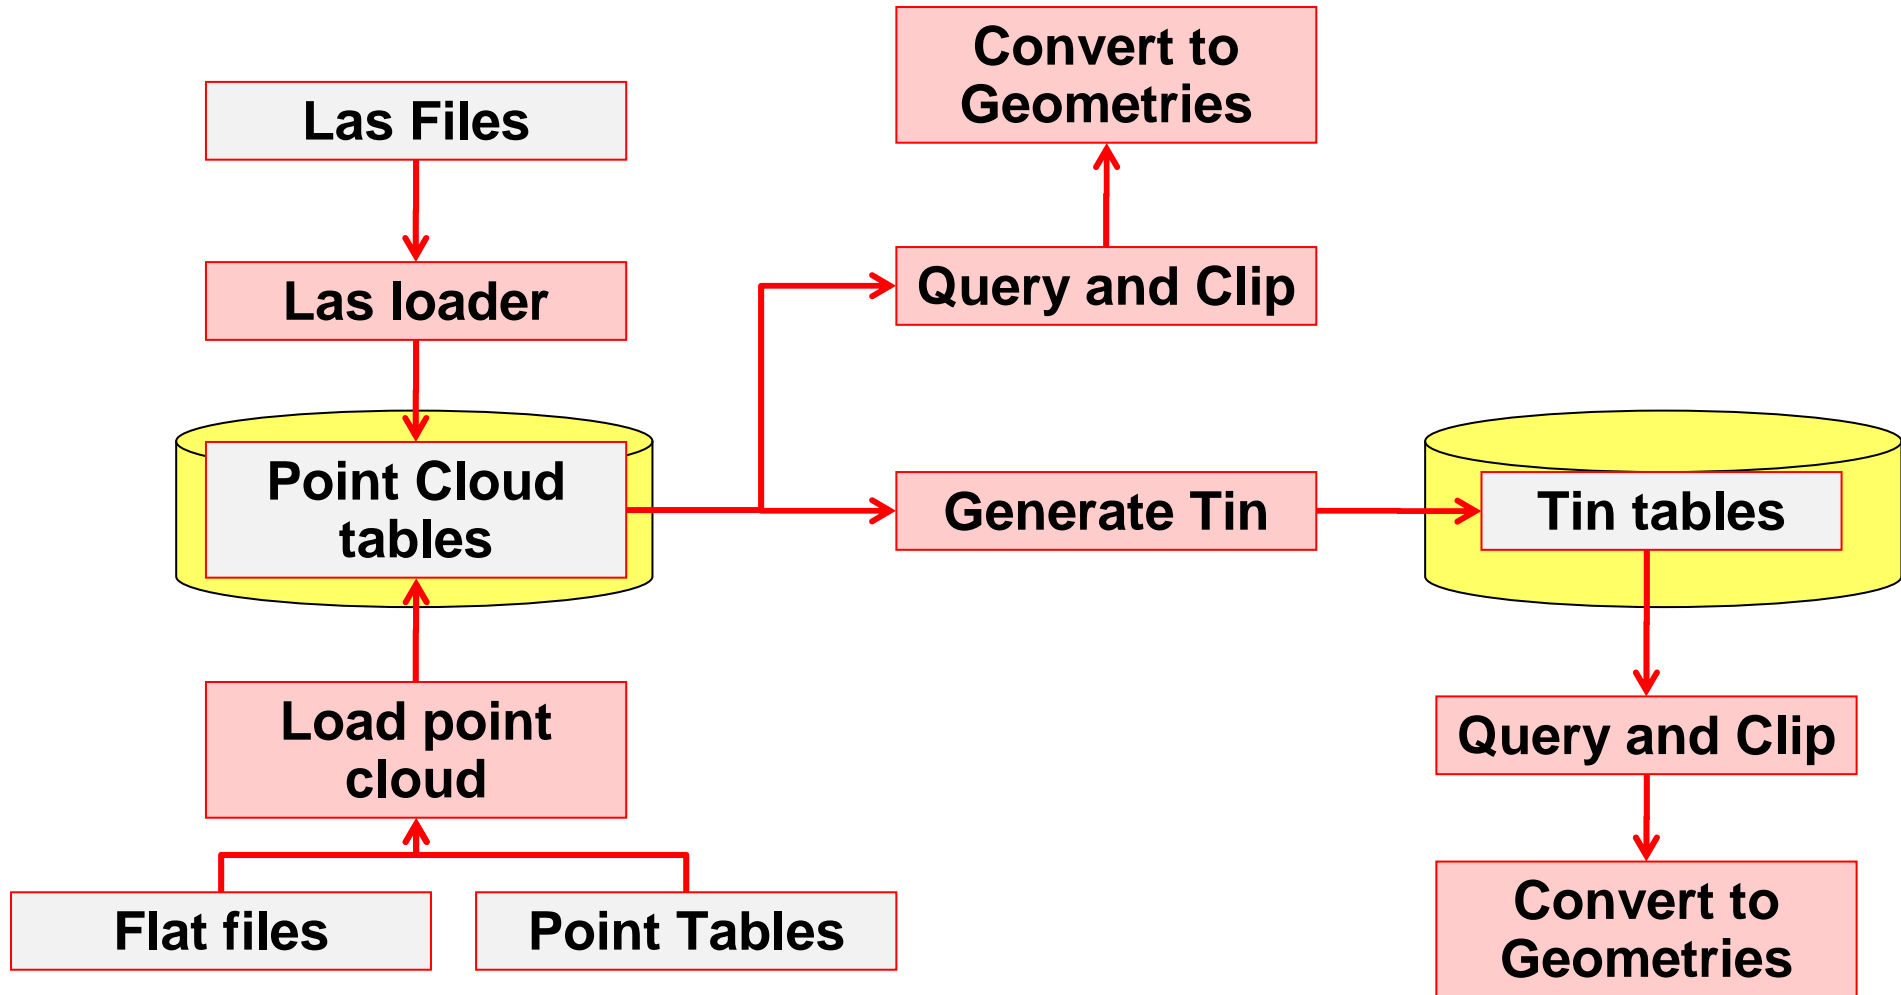 Convert to
Geometries
Las Files
Las loader
Query and Clip
Point Cloud
tables
Generate Tin
Tin tables
Load point
cloud
Query and Clip
Flat files
Point Tables
Convert to
Geometries